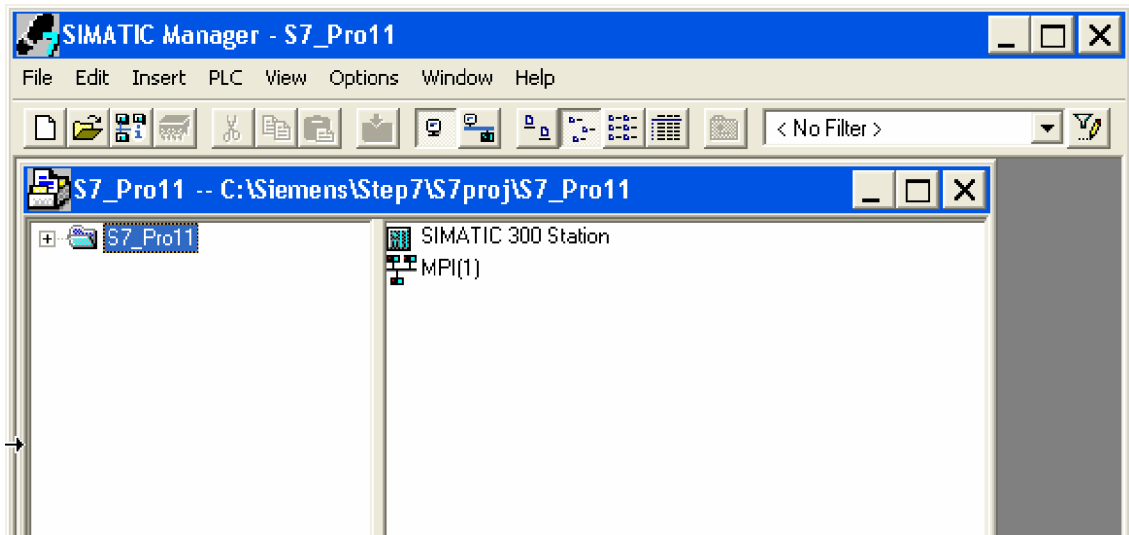 SIMATIC Manager - S7_Pro11
File Edit Insert PLC View Options Window Help
< No Filter >
S7_Pro11 -- C:\Siemens\Step7\S7proj\S7_Pro11
S7_Pro11
SIMATIC 300 Station
MPI(1)